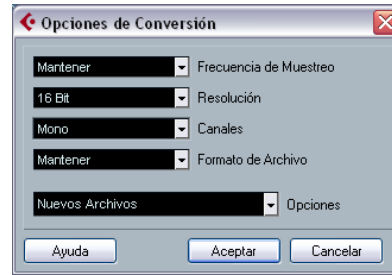 Opciones de Conversión
Mantener Frecuencia de Muestreo
16 Bit Resolución
Mono Canales
Mantener Formato de Archivo
Nuevos Archivos Opciones
Ayuda Aceptar Cancelar